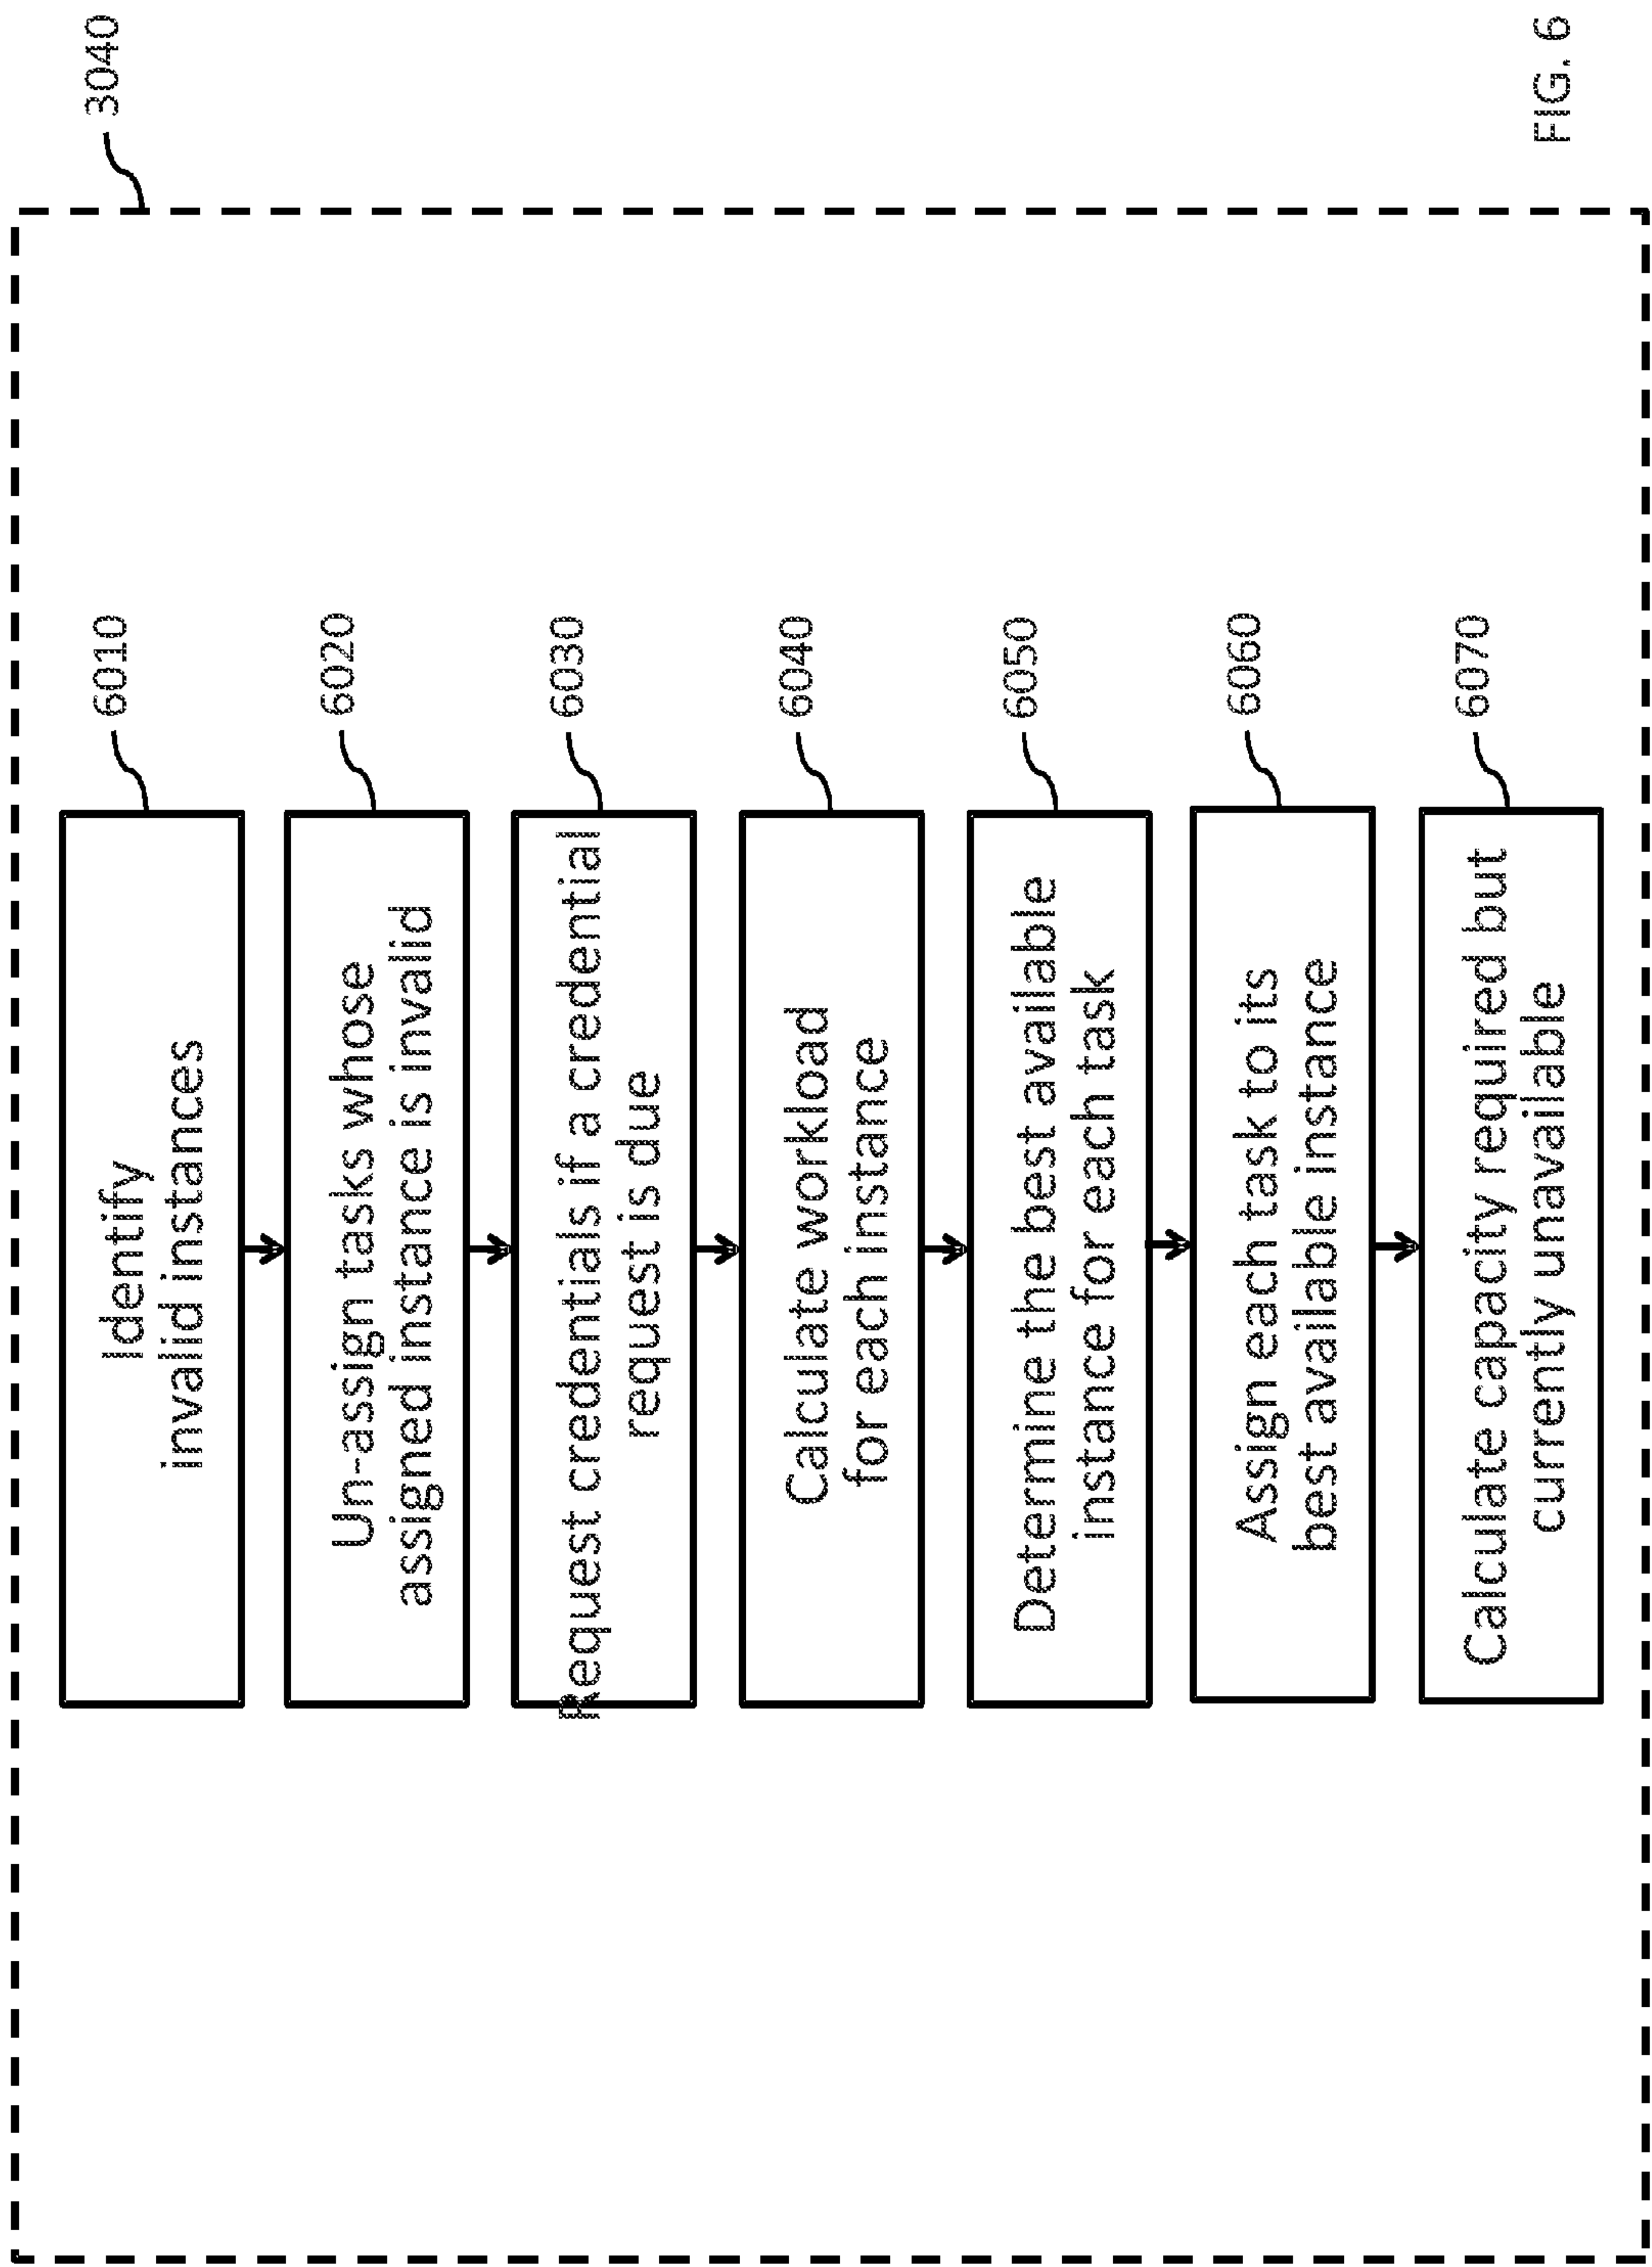 3040
Identify
invalid instances
6010
Un-assign tasks whose
assigned instance is invalid
6020
Request credentials if a credential
request is due
6030
Calculate workload
for each instance
6040
Determine the best available
instance for each task
6050
Assign each task to its
best available instance
6060
Calculate capacity required but
currently unavailable
6070
FIG. 6